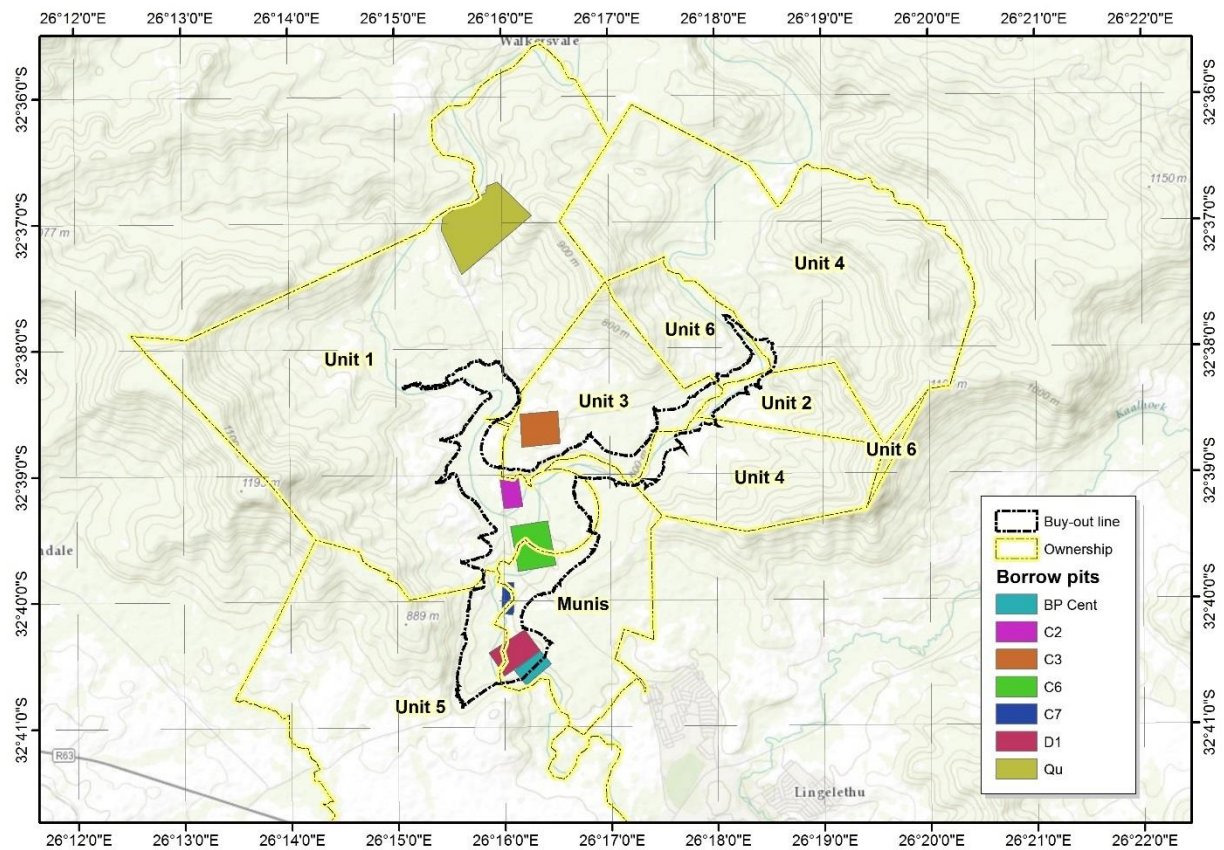 26°12'0"E 26°13'0"E 26°14'0"E 26°15'0"E 26°16'0"E 26°17'0"E 26°18'0"E 26°19'0"E 26°20'0"E 26°21'0"E 26°22'0"E
Walkersvale
32°36'0"S
32°36'0"S
1150 m
32°37'0"S
32°37'0"S
977 m
900 m
Unit 4
800 m
Unit 6
32°38'0"S
32°38'0"S
Unit 1
Unit 3
Unit 2
1000 m
Kaalhoek
Unit 6
32°39'0"S
32°39'0"S
Unit 4
1193 m
ndale
Buy-out line
Ownership
Borrow pits
BP Cent
C2
C3
C6
C7
D1
Qu
32°40'0"S
32°40'0"S
Munis
889 m
Unit 5
32°41'0"S
32°41'0"S
R63
Lingelethu
26°12'0"E 26°13'0"E 26°14'0"E 26°15'0"E 26°16'0"E 26°17'0"E 26°18'0"E 26°19'0"E 26°20'0"E 26°21'0"E 26°22'0"E